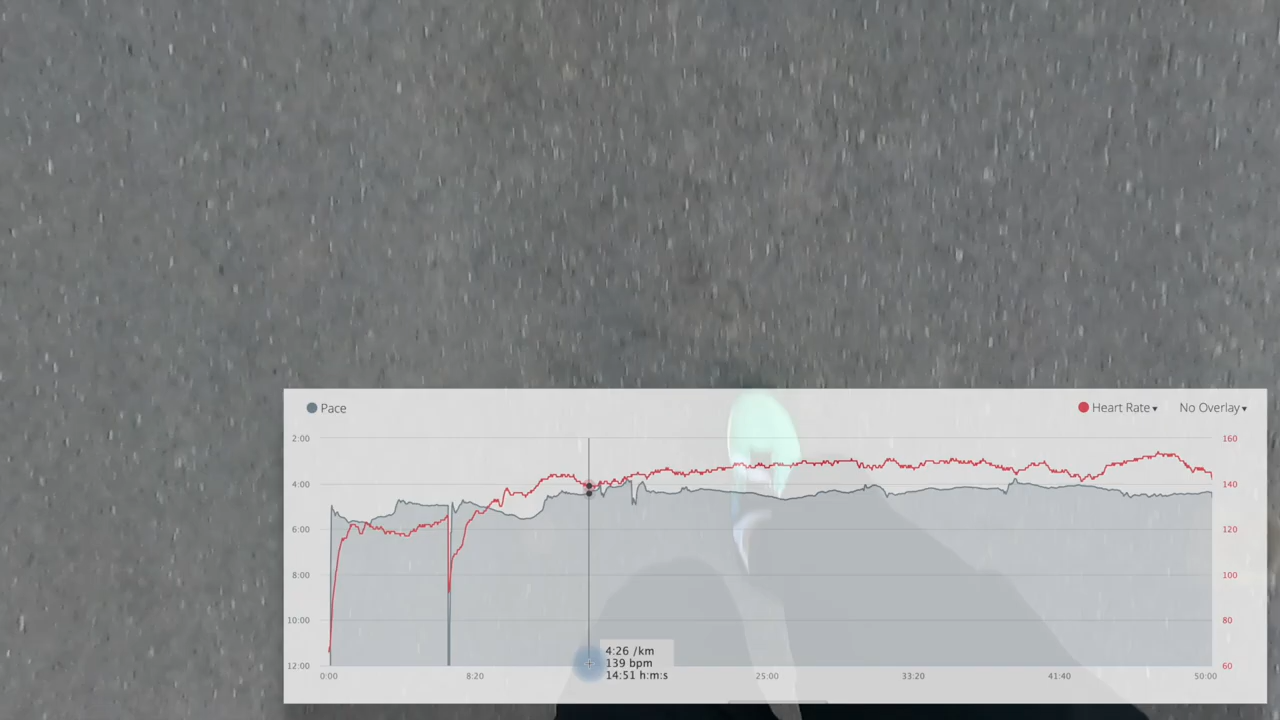 Pace
Heart Rate▾ No Overlay▾
2:00 160
4:00 140
6:00 120
8:00 100
10:00 80
12:00 60
4:26 /km
139 bpm
14:51 h:m:s
0:00 8:20 25:00 33:20 41:40 50:00